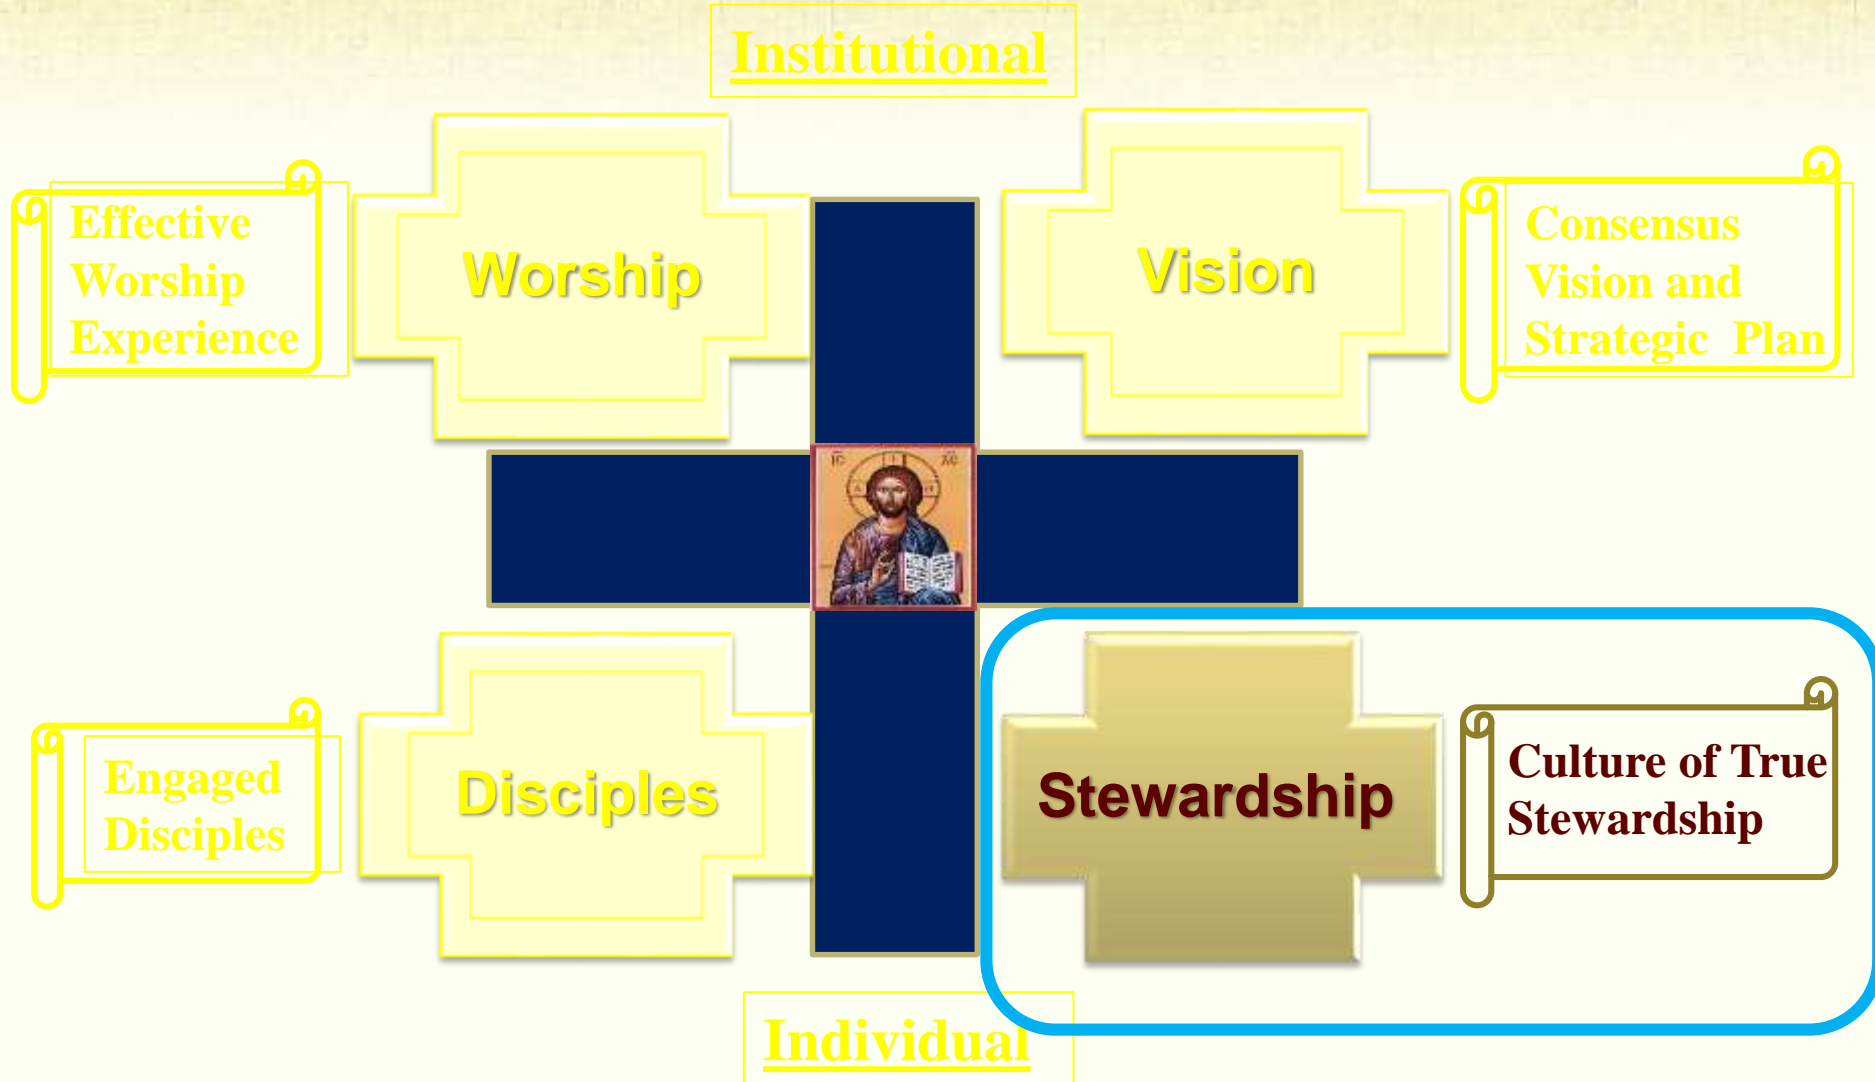 Institutional
Effective
Worship
Experience
Worship
Vision
Consensus
Vision and
Strategic Plan
Engaged
Disciples
Disciples
Stewardship
Culture of True
Stewardship
Individual